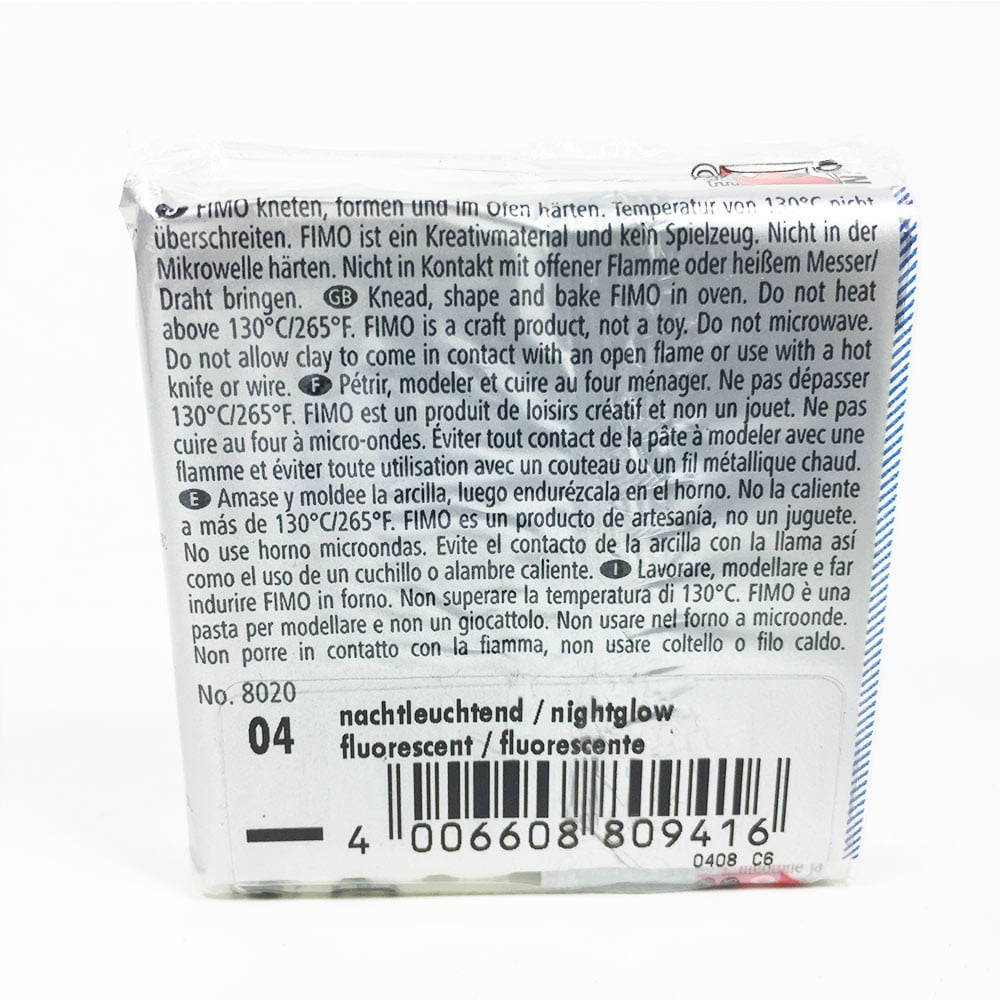 FIMO kneten, formen und im Ofen härten. Temperatur von 130°C nicht
überschreiten. FIMO ist ein Kreativmaterial und kein Spielzeug. Nicht in der
Mikrowelle härten. Nicht in Kontakt mit offener Flamme oder heißem Messer/
Draht bringen. GB Knead, shape and bake FIMO in oven. Do not heat
above 130°C/265°F. FIMO is a craft product, not a toy. Do not microwave.
Do not allow clay to come in contact with an open flame or use with a hot
knife or wire. F Pétrir, modeler et cuire au four ménager. Ne pas dépasser
130°C/265°F. FIMO est un produit de loisirs créatif et non un jouet. Ne pas
cuire au four à micro-ondes. Éviter tout contact de la pâte à modeler avec une
flamme et éviter toute utilisation avec un couteau ou un fil métallique chaud.
E Amase y moldee la arcilla, luego endurézcala en el horno. No la caliente
a más de 130°C/265°F. FIMO es un producto de artesanía, no un juguete.
No use horno microondas. Evite el contacto de la arcilla con la llama así
como el uso de un cuchillo o alambre caliente. I Lavorare, modellare e far
indurire FIMO in forno. Non superare la temperatura di 130°C. FIMO è una
pasta per modellare e non un giocattolo. Non usare nel forno a microonde.
Non porre in contatto con la fiamma, non usare coltello o filo caldo.
No. 8020
04
nachtleuchtend / nightglow
fluorescent / fluorescente
4 006608 809416
0408 C6